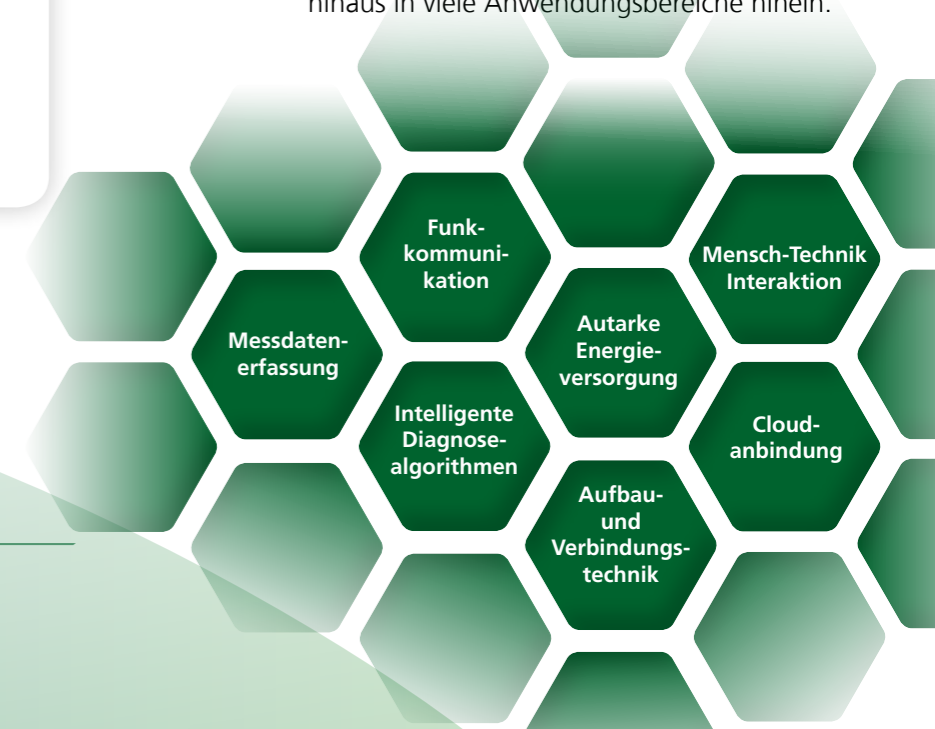 hinaus in viele Anwendungsbereiche hinein.
Funk-
kommuni-
kation
Mensch-Technik
Interaktion
Messdaten-
erfassung
Autarke
Energie-
versorgung
Intelligente
Diagnose-
algorithmen
Cloud-
anbindung
Aufbau-
und
Verbindungs-
technik